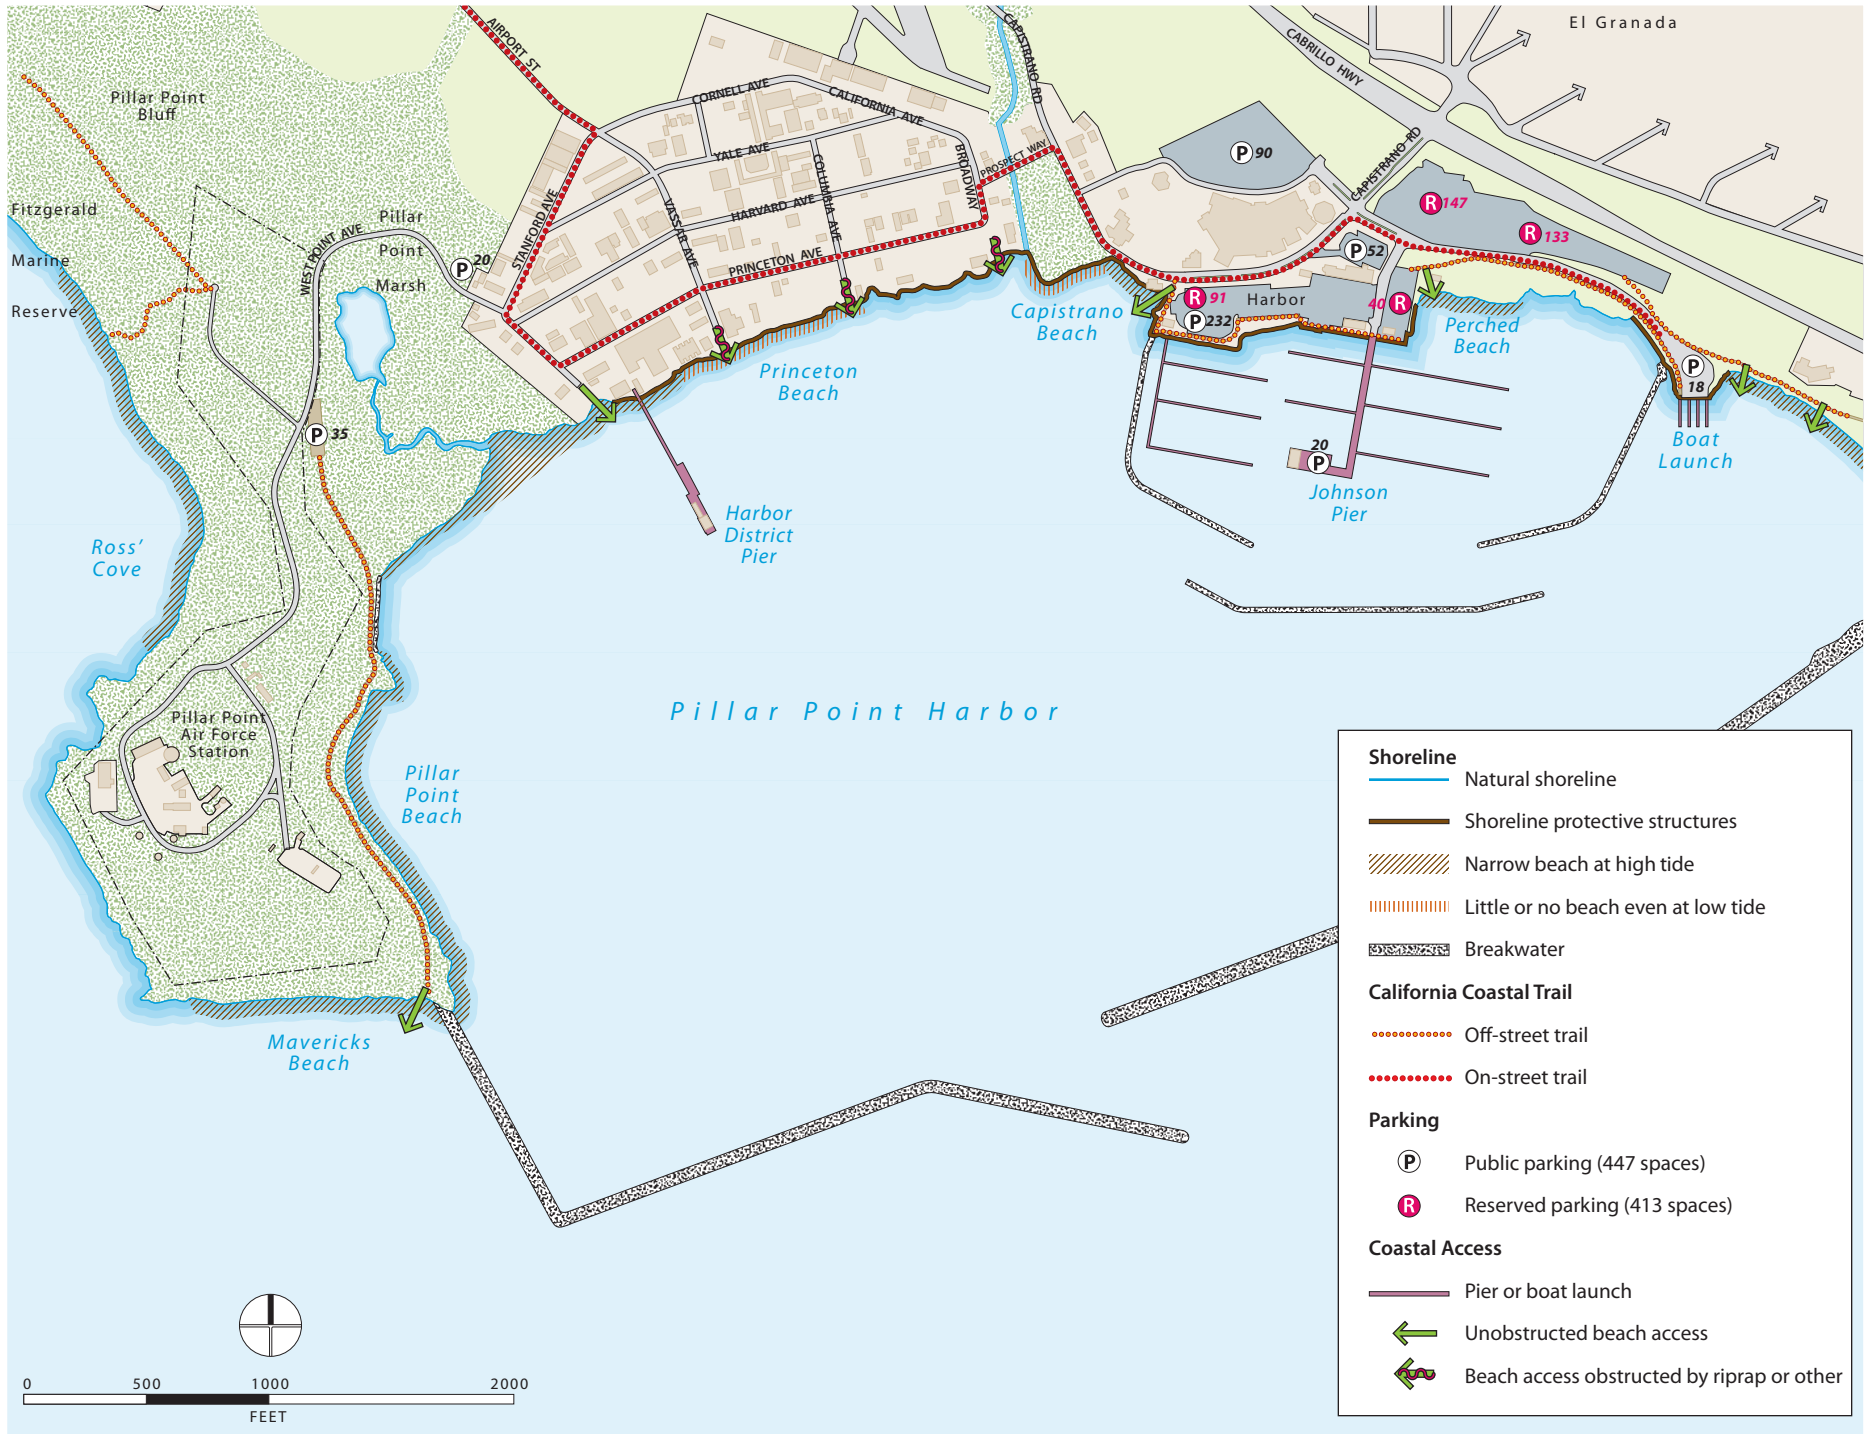 El Granada
CABRILLO HWY
CAPISTRANO RD
AIRPORT ST
CORNELL AVE
CALIFORNIA AVE
Pillar Point
Bluff
YALE AVE
COLUMBIA AVE
BROADWAY
PROSPECT WAY
CAPISTRANO RD
P 90
R 147
R 133
P 52
Fitzgerald
Marine
Reserve
Pillar
Point
Marsh
WESTPOINT AVE
P 20
STANFORD AVE
VASSAR AVE
HARVARD AVE
PRINCETON AVE
R 91
P 232
Harbor
40 R
Capistrano
Beach
Perched
Beach
P
18
Boat
Launch
Princeton
Beach
P 35
20
P
Johnson
Pier
Harbor
District
Pier
Ross'
Cove
Pillar Point Harbor
Pillar Point
Air Force
Station
Pillar
Point
Beach
Mavericks
Beach
Shoreline
Natural shoreline
Shoreline protective structures
Narrow beach at high tide
Little or no beach even at low tide
Breakwater
California Coastal Trail
Off-street trail
On-street trail
Parking
P Public parking (447 spaces)
R Reserved parking (413 spaces)
Coastal Access
Pier or boat launch
Unobstructed beach access
Beach access obstructed by riprap or other
0 500 1000 2000
FEET